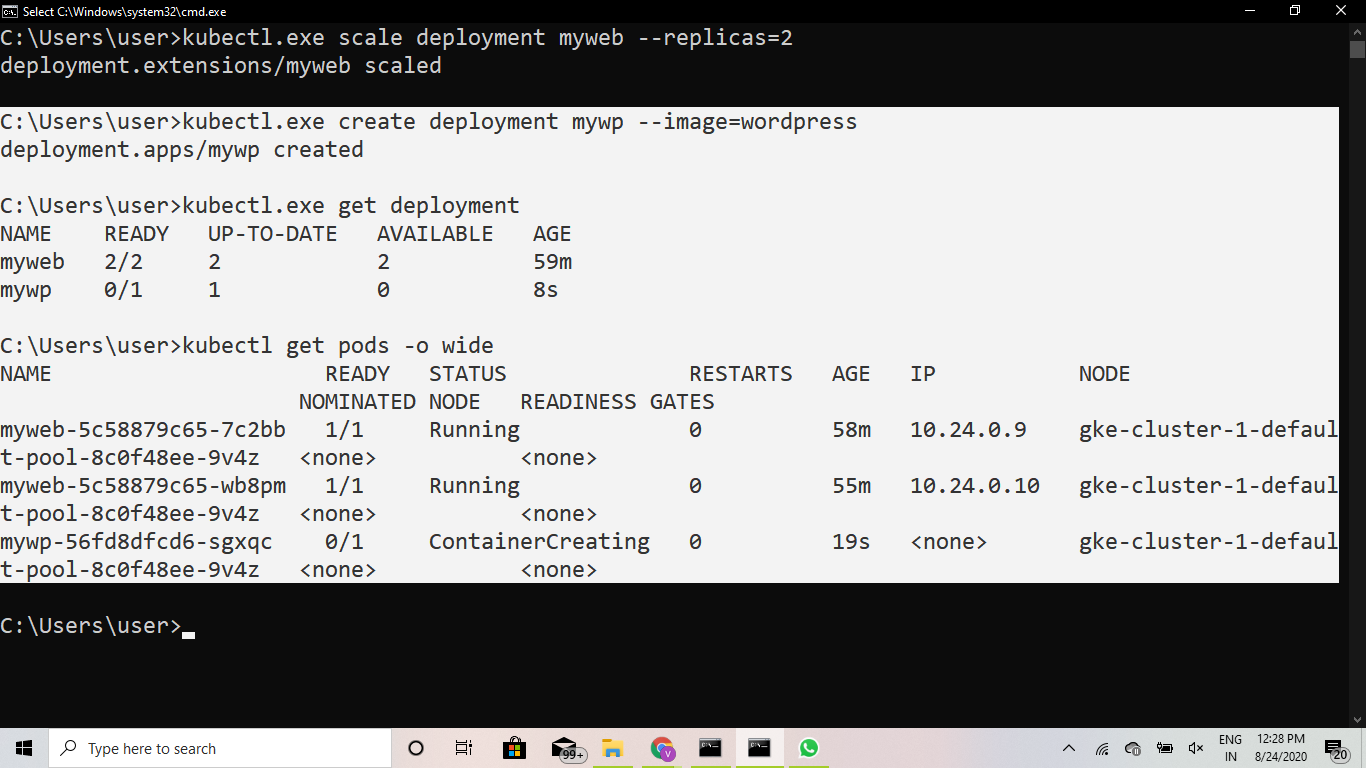 Select C:\Windows\system32\cmd.exe
C:\Users\user>kubectl.exe scale deployment myweb --replicas=2
deployment.extensions/myweb scaled
C:\Users\user>kubectl.exe create deployment mywp --image=wordpress
deployment.apps/mywp created
C:\Users\user>kubectl.exe get deployment
NAME    READY   UP-TO-DATE   AVAILABLE   AGE
myweb   2/2     2            2           59m
mywp    0/1     1            0           8s
C:\Users\user>kubectl get pods -o wide
NAME                     READY   STATUS              RESTARTS   AGE   IP           NODE
                       NOMINATED NODE   READINESS GATES
myweb-5c58879c65-7c2bb   1/1     Running             0          58m   10.24.0.9    gke-cluster-1-defaul
t-pool-8c0f48ee-9v4z   <none>           <none>
myweb-5c58879c65-wb8pm   1/1     Running             0          55m   10.24.0.10   gke-cluster-1-defaul
t-pool-8c0f48ee-9v4z   <none>           <none>
mywp-56fd8dfcd6-sgxqc    0/1     ContainerCreating   0          19s   <none>       gke-cluster-1-defaul
t-pool-8c0f48ee-9v4z   <none>           <none>
C:\Users\user>
Type here to search
99+
V
ENG
IN
12:28 PM
8/24/2020
20